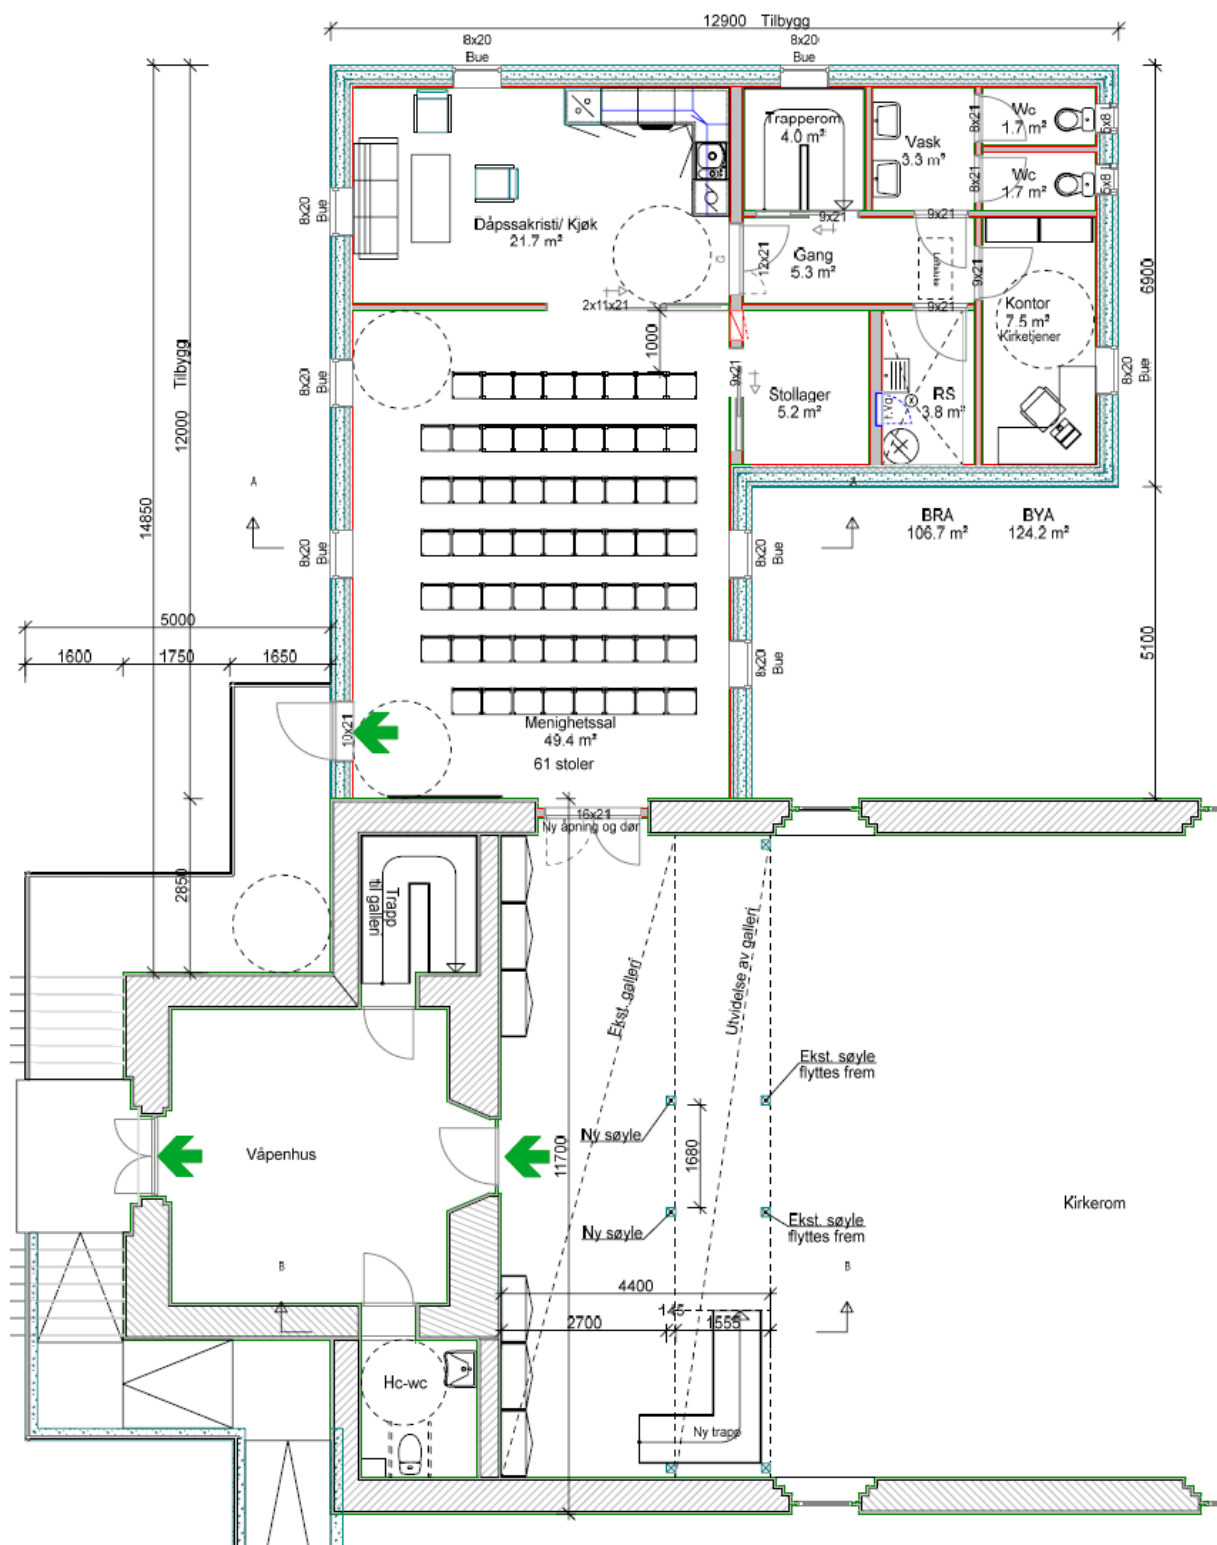 12900 Tilbygg
8x20
Bue
8x20
Bue
Trapperom
4.0 m²
Vask
3.3 m²
8x21
Wc
1.7 m²
5x8
8x21
Wc
1.7 m²
5x8
8x20
Bue
Dåpssakristi/ Kjøk
21.7 m²
G
12x21
9x21
Gang
5.3 m²
9x21
Luftsluke
9x21
9x21
Kontor
7.5 m²
Kirketjener
6900
2x11x21
1000
Tilbygg
12000
14850
8x20
Bue
9x21
Stollager
5.2 m²
RS
3.8 m²
8x20
Bue
A
A
BRA
106.7 m²
BYA
124.2 m²
8x20
Bue
8x20
Bue
5000
1600
1750
1650
8x20
Bue
5100
10x21
Menighetssal
49.4 m²
61 stoler
16x21
Ny åpning og dør
2850
Trapp
til galleri
Ekst. galleri
Utvidelse av galleri
Ekst. søyle
flyttes frem
Ny søyle
11700
1680
Våpenhus
Kirkerom
Ny søyle
Ekst. søyle
flyttes frem
B
B
4400
145
2700
1555
Hc-wc
Ny trapp